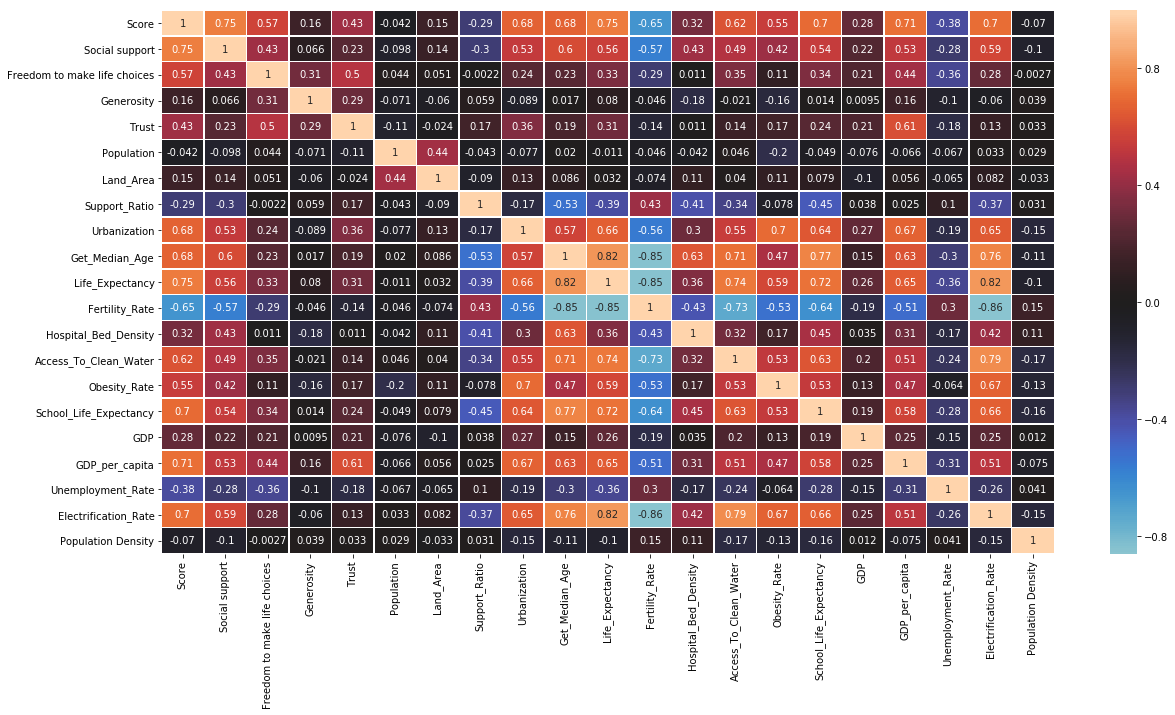 Score 1 0.75 0.57 0.16 0.43 -0.042 0.15 -0.29 0.68 0.68 0.75 -0.65 0.32 0.62 0.55 0.7 0.28 0.71 -0.38 0.7 -0.07
Social support 0.75 1 0.43 0.066 0.23 -0.098 0.14 -0.3 0.53 0.6 0.56 -0.57 0.43 0.49 0.42 0.54 0.22 0.53 -0.28 0.59 -0.1
Freedom to make life choices 0.57 0.43 1 0.31 0.5 0.044 0.051 -0.0022 0.24 0.23 0.33 -0.29 0.011 0.35 0.11 0.34 0.21 0.44 -0.36 0.28 -0.0027
Generosity 0.16 0.066 0.31 1 0.29 -0.071 -0.06 0.059 -0.089 0.017 0.08 -0.046 -0.18 -0.021 -0.16 0.014 0.0095 0.16 -0.1 -0.06 0.039
Trust 0.43 0.23 0.5 0.29 1 -0.11 -0.024 0.17 0.36 0.19 0.31 -0.14 0.011 0.14 0.17 0.24 0.21 0.61 -0.18 0.13 0.033
Population -0.042 -0.098 0.044 -0.071 -0.11 1 0.44 -0.043 -0.077 0.02 -0.011 -0.046 -0.042 0.046 -0.2 -0.049 -0.076 -0.066 -0.067 0.033 0.029
Land_Area 0.15 0.14 0.051 -0.06 -0.024 0.44 1 -0.09 0.13 0.086 0.032 -0.074 0.11 0.04 0.11 0.079 -0.1 0.056 -0.065 0.082 -0.033
Support_Ratio -0.29 -0.3 -0.0022 0.059 0.17 -0.043 -0.09 1 -0.17 -0.53 -0.39 0.43 -0.41 -0.34 -0.078 -0.45 0.038 0.025 0.1 -0.37 0.031
Urbanization 0.68 0.53 0.24 -0.089 0.36 -0.077 0.13 -0.17 1 0.57 0.66 -0.56 0.3 0.55 0.7 0.64 0.27 0.67 -0.19 0.65 -0.15
Get_Median_Age 0.68 0.6 0.23 0.017 0.19 0.02 0.086 -0.53 0.57 1 0.82 -0.85 0.63 0.71 0.47 0.77 0.15 0.63 -0.3 0.76 -0.11
Life_Expectancy 0.75 0.56 0.33 0.08 0.31 -0.011 0.032 -0.39 0.66 0.82 1 -0.85 0.36 0.74 0.59 0.72 0.26 0.65 -0.36 0.82 -0.1
Fertility_Rate -0.65 -0.57 -0.29 -0.046 -0.14 -0.046 -0.074 0.43 -0.56 -0.85 -0.85 1 -0.43 -0.73 -0.53 -0.64 -0.19 -0.51 0.3 -0.86 0.15
Hospital_Bed_Density 0.32 0.43 0.011 -0.18 0.011 -0.042 0.11 -0.41 0.3 0.63 0.36 -0.43 1 0.32 0.17 0.45 0.035 0.31 -0.17 0.42 0.11
Access_To_Clean_Water 0.62 0.49 0.35 -0.021 0.14 0.046 0.04 -0.34 0.55 0.71 0.74 -0.73 0.32 1 0.53 0.63 0.2 0.51 -0.24 0.79 -0.17
Obesity_Rate 0.55 0.42 0.11 -0.16 0.17 -0.2 0.11 -0.078 0.7 0.47 0.59 -0.53 0.17 0.53 1 0.53 0.13 0.47 -0.064 0.67 -0.13
School_Life_Expectancy 0.7 0.54 0.34 0.014 0.24 -0.049 0.079 -0.45 0.64 0.77 0.72 -0.64 0.45 0.63 0.53 1 0.19 0.58 -0.28 0.66 -0.16
GDP 0.28 0.22 0.21 0.0095 0.21 -0.076 -0.1 0.038 0.27 0.15 0.26 -0.19 0.035 0.2 0.13 0.19 1 0.25 -0.15 0.25 0.012
GDP_per_capita 0.71 0.53 0.44 0.16 0.61 -0.066 0.056 0.025 0.67 0.63 0.65 -0.51 0.31 0.51 0.47 0.58 0.25 1 -0.31 0.51 -0.075
Unemployment_Rate -0.38 -0.28 -0.36 -0.1 -0.18 -0.067 -0.065 0.1 -0.19 -0.3 -0.36 0.3 -0.17 -0.24 -0.064 -0.28 -0.15 -0.31 1 -0.26 0.041
Electrification_Rate 0.7 0.59 0.28 -0.06 0.13 0.033 0.082 -0.37 0.65 0.76 0.82 -0.86 0.42 0.79 0.67 0.66 0.25 0.51 -0.26 1 -0.15
Population Density -0.07 -0.1 -0.0027 0.039 0.033 0.029 -0.033 0.031 -0.15 -0.11 -0.1 0.15 0.11 -0.17 -0.13 -0.16 0.012 -0.075 0.041 -0.15 1
Score
Social support
Freedom to make life choices
Generosity
Trust
Population
Land_Area
Support_Ratio
Urbanization
Get_Median_Age
Life_Expectancy
Fertility_Rate
Hospital_Bed_Density
Access_To_Clean_Water
Obesity_Rate
School_Life_Expectancy
GDP
GDP_per_capita
Unemployment_Rate
Electrification_Rate
Population Density
0.8
0.4
0.0
−0.4
−0.8